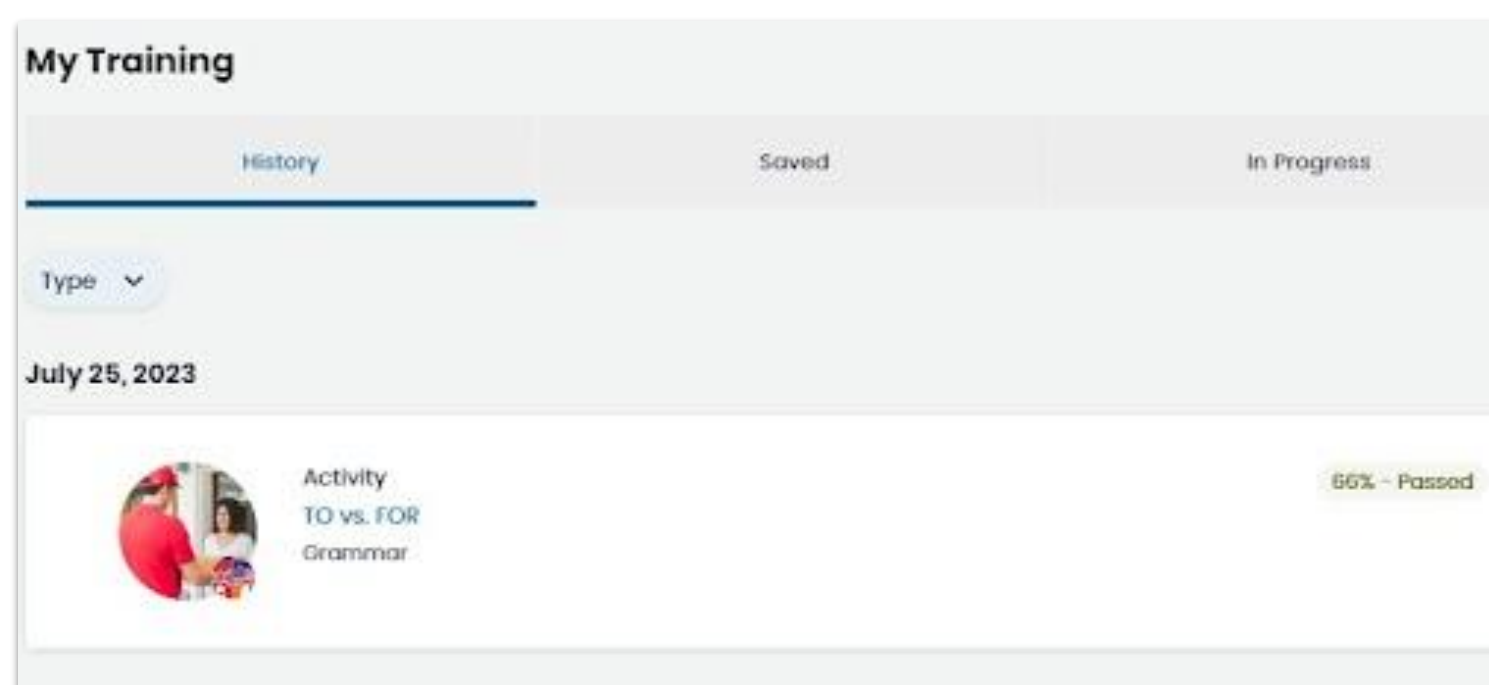 My Training
History Saved In Progress
Type
July 25, 2023
Activity
66% - Passed
TO vs. FOR
Grammar